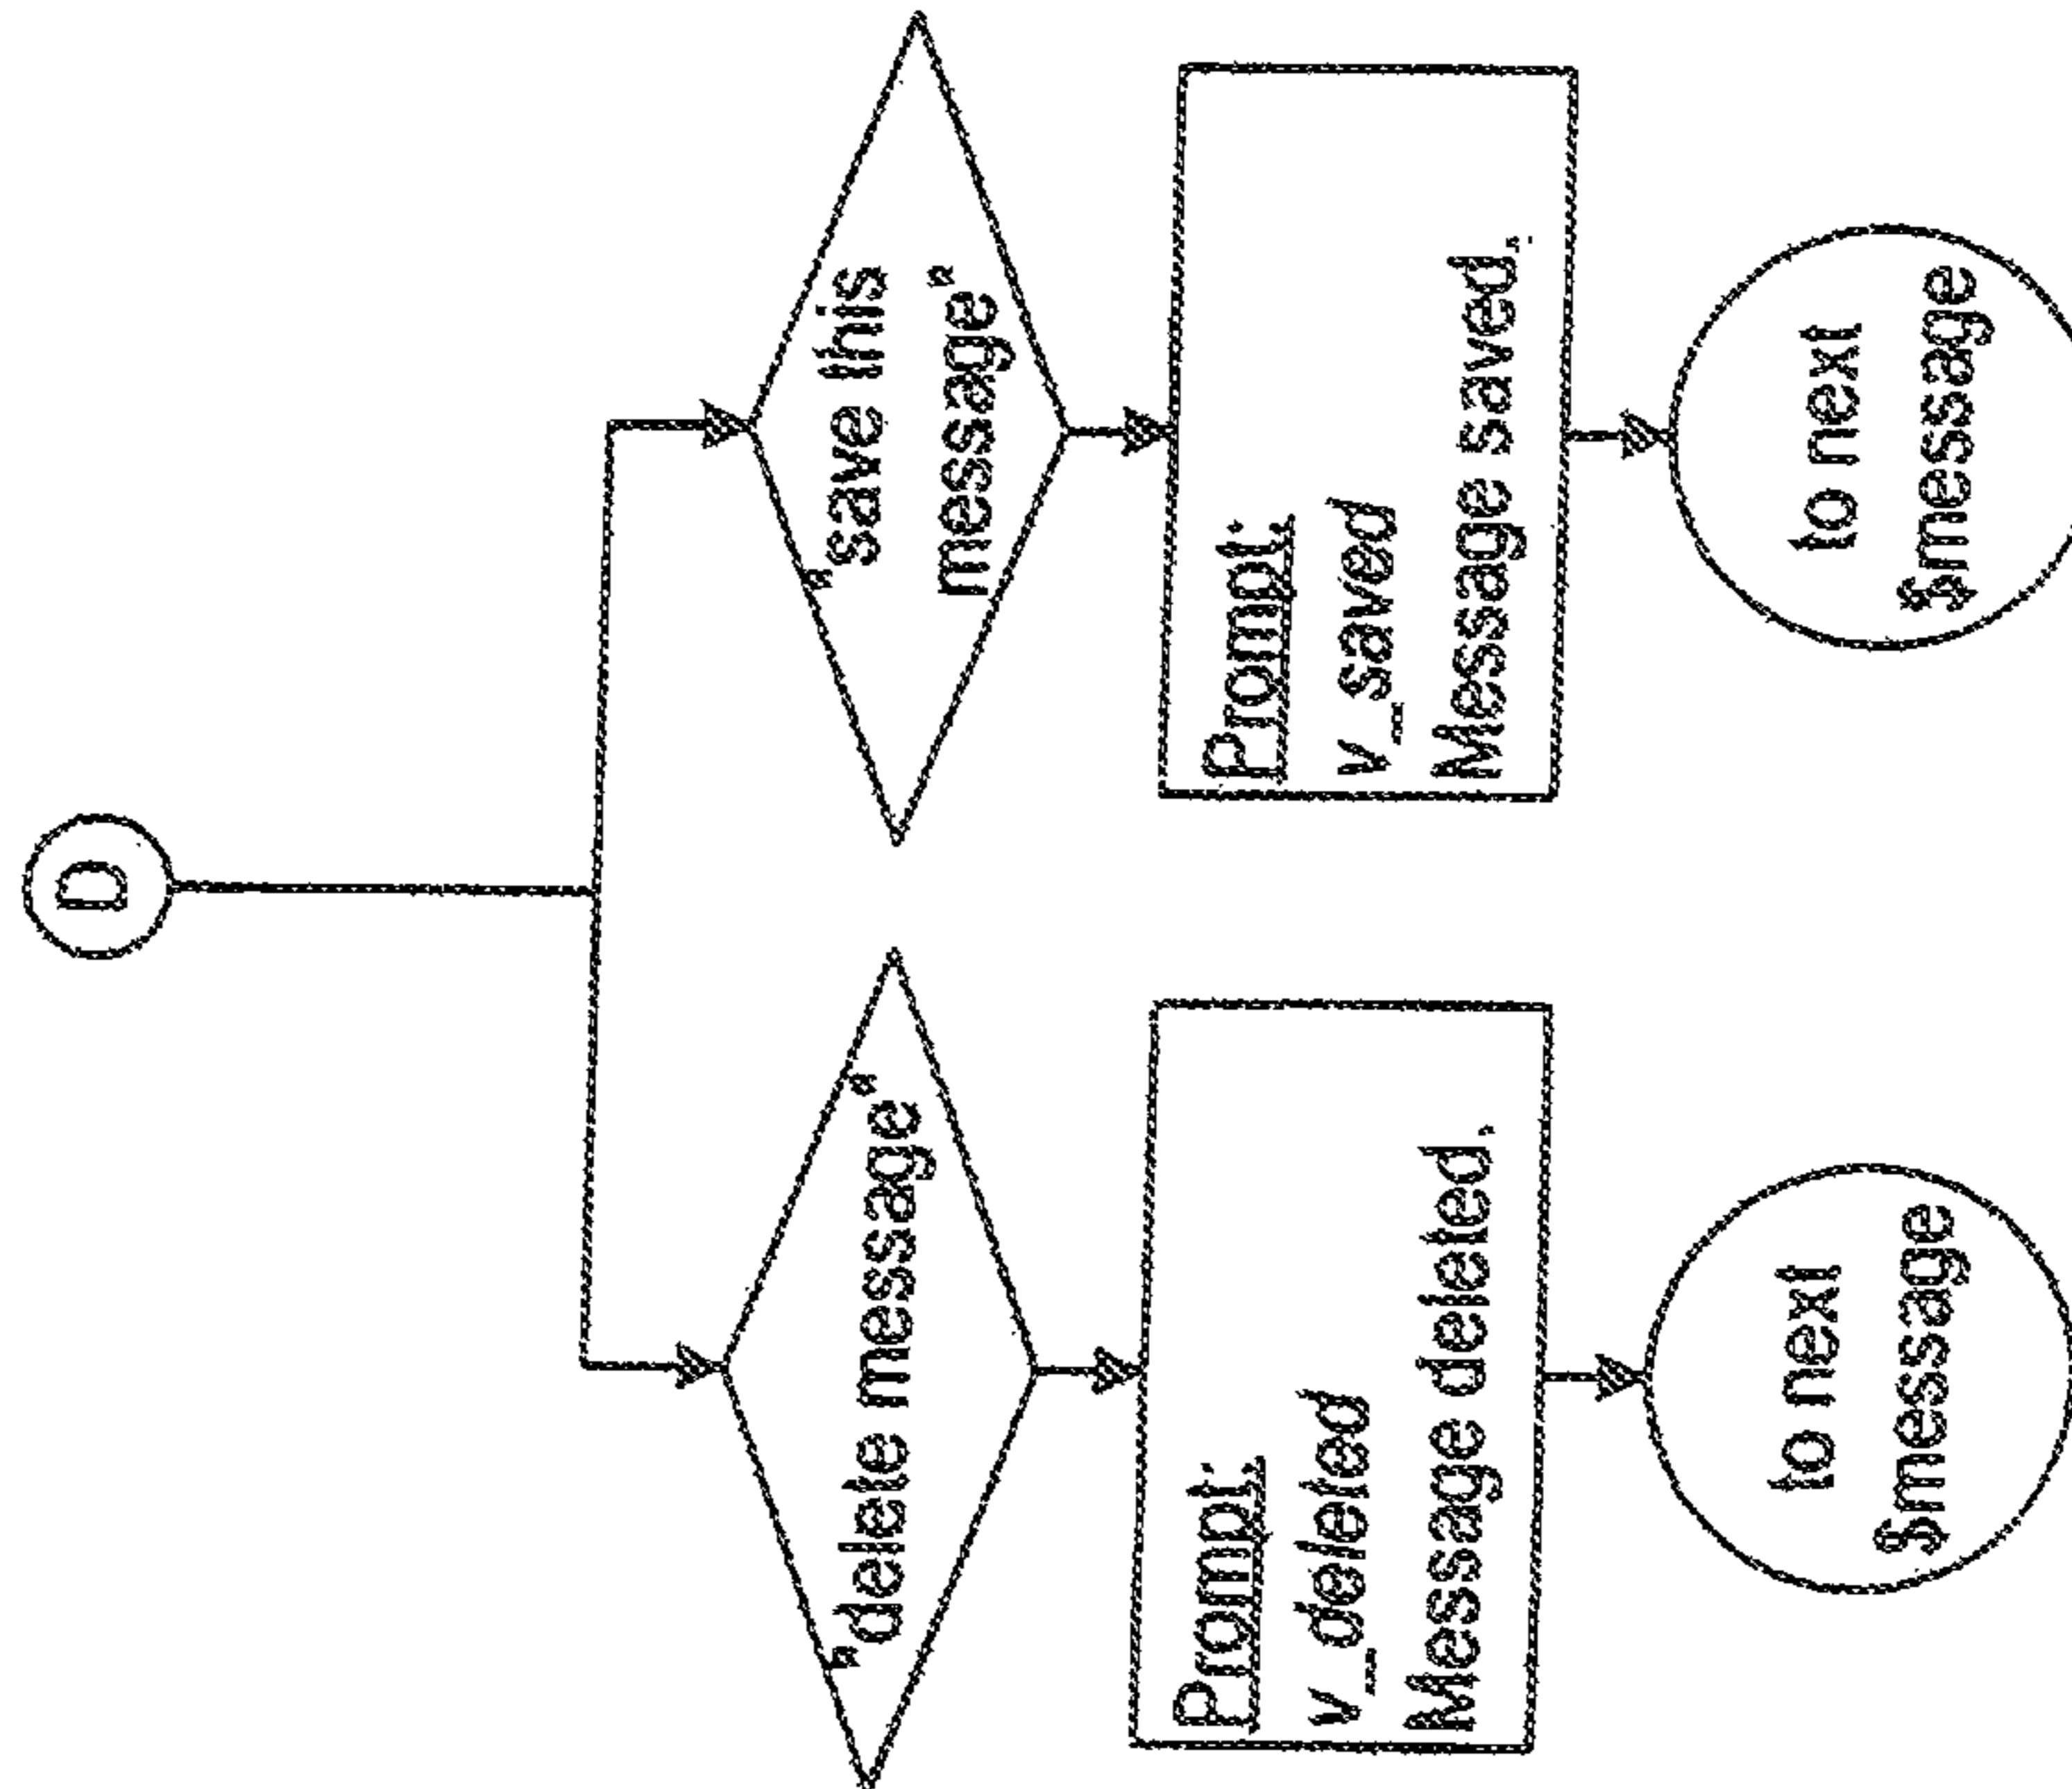 D
"delete message"
Prompt:
v_deleted
Message deleted.
to next
$message
"save this
message"
Prompt:
v_saved
Message saved.
to next
$message